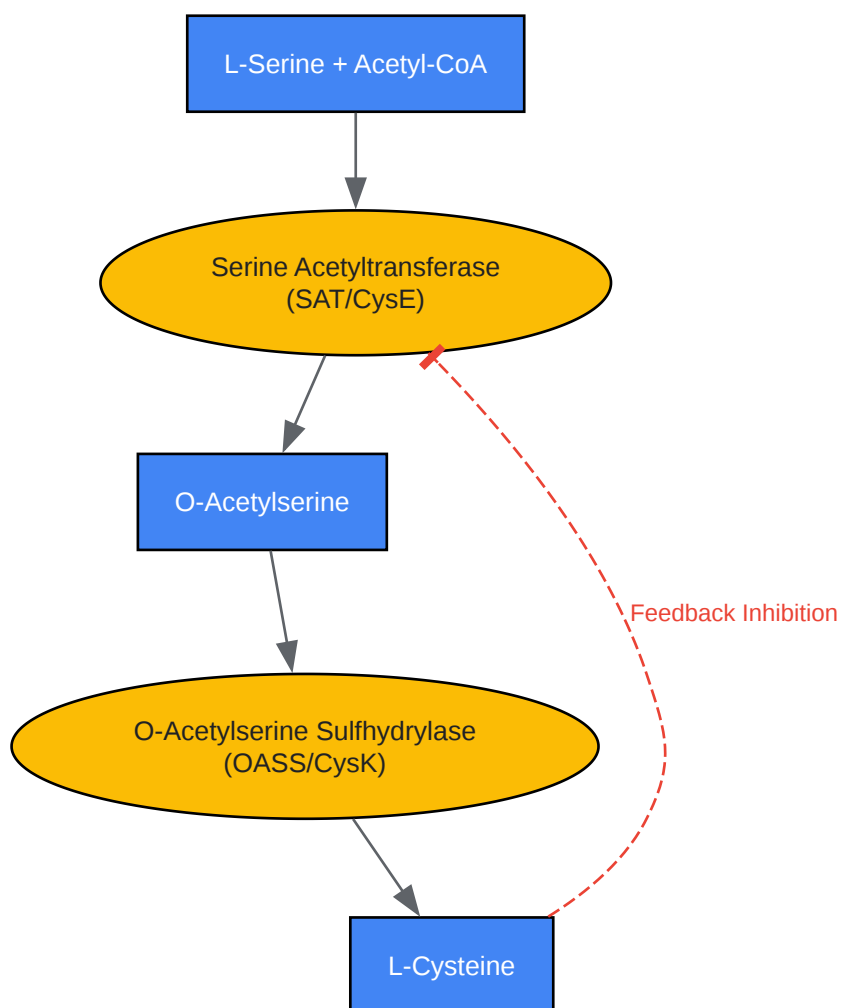 L-Serine + Acetyl-CoA
Serine Acetyltransferase
(SAT/CysE)
O-Acetylserine
Feedback Inhibition
O-Acetylserine Sulfhydrylase
(OASS/CysK)
L-Cysteine